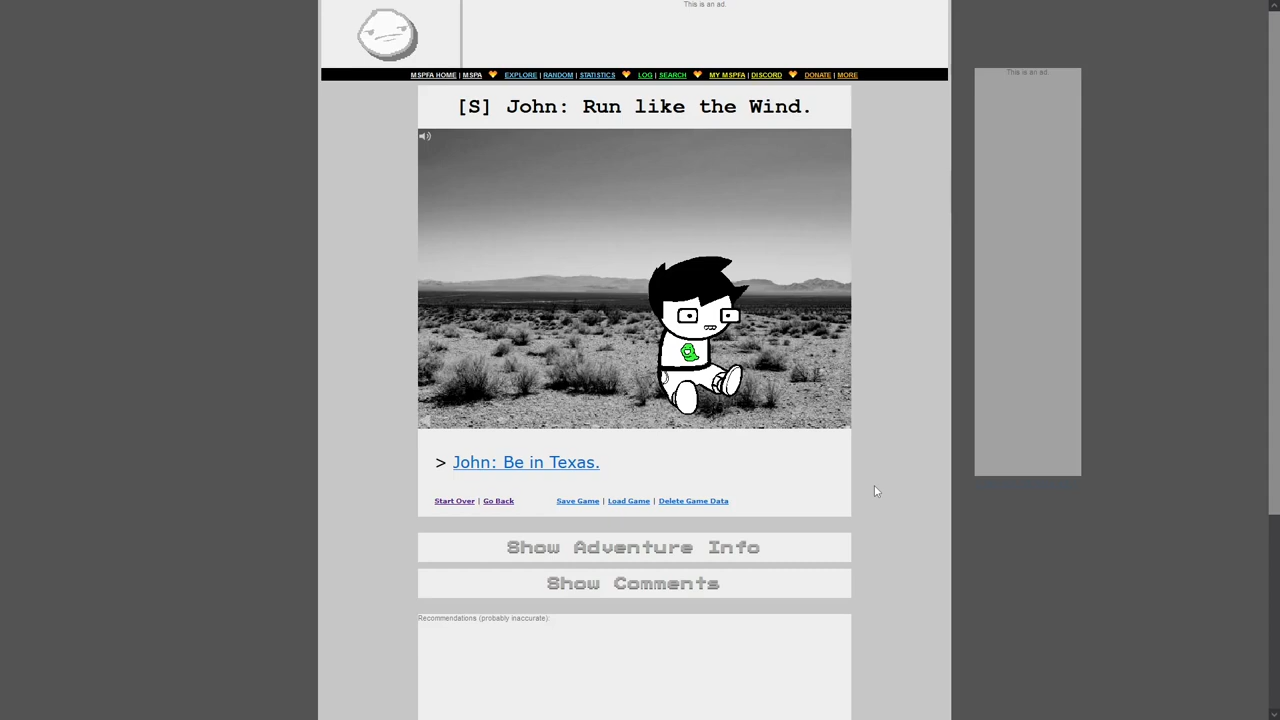 This is an ad.
MSPFA HOME | MSPA EXPLORE | RANDOM | STATISTICS LOG | SEARCH MY MSPFA | DISCORD DONATE | MORE
This is an ad.
[S] John: Run like the Wind.
> John: Be in Texas.
Start Over | Go Back Save Game | Load Game | Delete Game Data
Show Adventure Info
Show Comments
Recommendations (probably inaccurate):